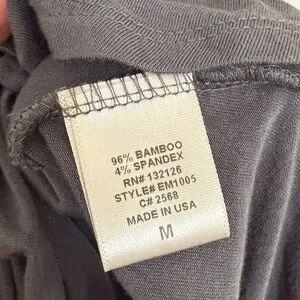 96% BAMBOO
4% SPANDEX
RN# 132126
STYLE# EM1005
C# 2568
MADE IN USA
M